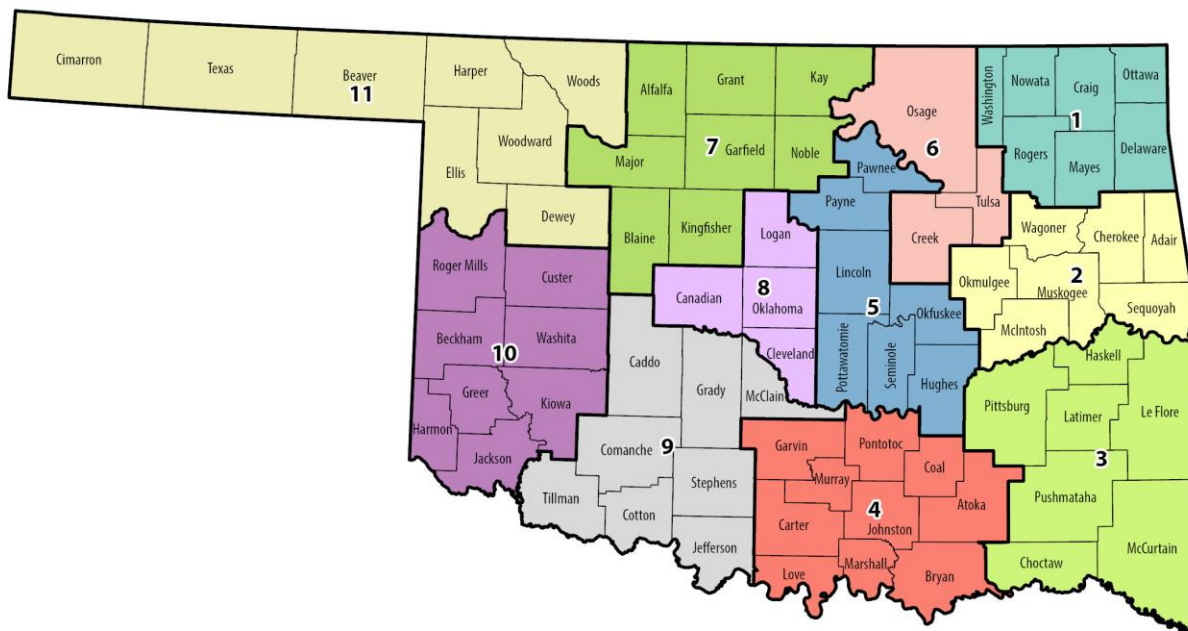 Cimarron
Texas
Beaver
11
Harper
Woods
Woodward
Ellis
Dewey
Alfalfa
Grant
Kay
Major
7
Garfield
Noble
Blaine
Kingfisher
Osage
6
Tulsa
Creek
Washington
Nowata
Craig
Ottawa
1
Rogers
Mayes
Delaware
Pawnee
Payne
Lincoln
5
Okfuskee
Pottawatomie
Seminole
Hughes
Logan
Canadian
8
Oklahoma
Cleveland
Wagoner
Cherokee
Adair
Okmulgee
2
Muskogee
McIntosh
Sequoyah
Roger Mills
Custer
Beckham
Washita
10
Greer
Kiowa
Harmon
Jackson
Caddo
Grady
McClain
Comanche
9
Tillman
Cotton
Stephens
Jefferson
Garvin
Pontotoc
Murray
Coal
Carter
4
Johnston
Atoka
Love
Marshall
Bryan
Haskell
Pittsburg
Latimer
Le Flore
3
Pushmataha
Choctaw
McCurtain